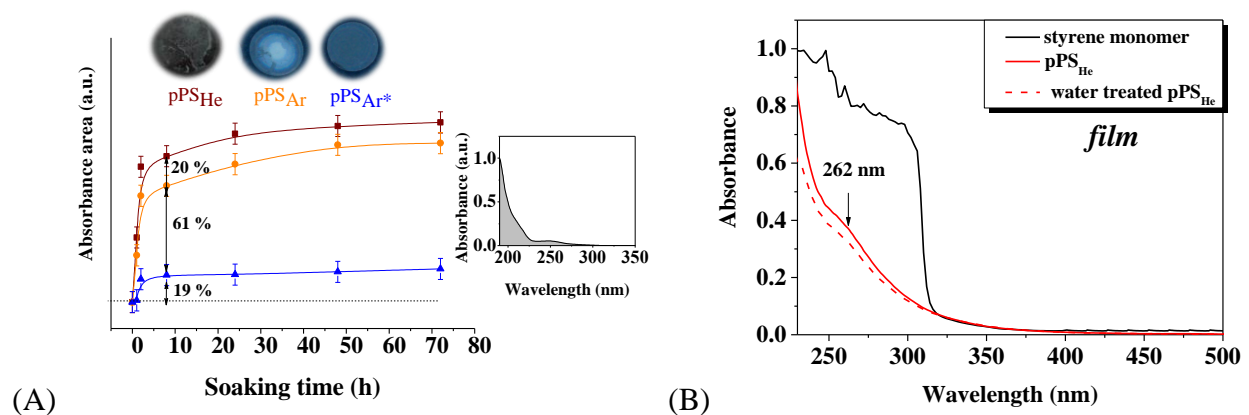 pPSHe pPSAr pPSAr*
Absorbance area (a.u.)
20 %
61 %
19 %
0 10 20 30 40 50 60 70 80
Soaking time (h)
Absorbance (a.u.)
1.0
0.5
0.0
200 250 300 350
Wavelength (nm)
(A)
styrene monomer
pPSHe
water treated pPSHe
film
262 nm
Absorbance
1.0
0.8
0.6
0.4
0.2
0.0
250 300 350 400 450 500
Wavelength (nm)
(B)